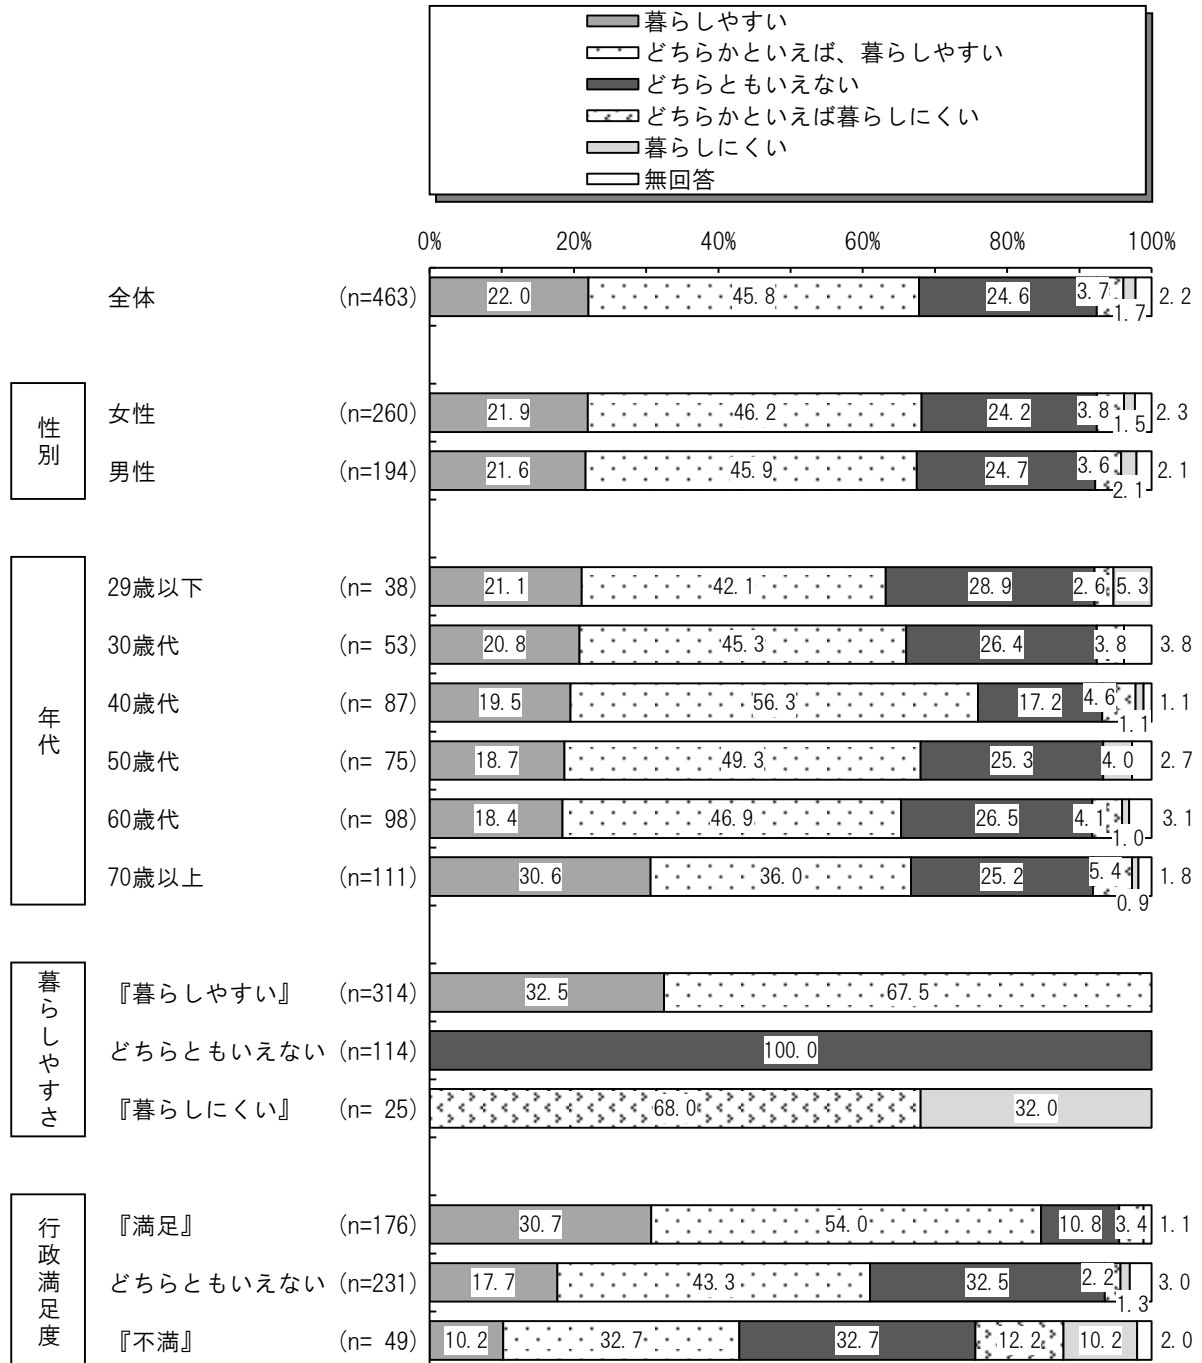 暮らしやすい
どちらかといえば、暮らしやすい
どちらともいえない
どちらかといえば暮らしにくい
暮らしにくい
無回答
0% 20% 40% 60% 80% 100%
全体 (n=463) 22.0 45.8 24.6 3.7 1.7 2.2
性別
女性 (n=260) 21.9 46.2 24.2 3.8 1.5 2.3
男性 (n=194) 21.6 45.9 24.7 3.6 2.1 2.1
年代
29歳以下 (n= 38) 21.1 42.1 28.9 2.6 5.3
30歳代 (n= 53) 20.8 45.3 26.4 3.8 3.8
40歳代 (n= 87) 19.5 56.3 17.2 4.6 1.1 1.1
50歳代 (n= 75) 18.7 49.3 25.3 4.0 2.7
60歳代 (n= 98) 18.4 46.9 26.5 4.1 1.0 3.1
70歳以上 (n=111) 30.6 36.0 25.2 5.4 0.9 1.8
暮らしやすさ
『暮らしやすい』 (n=314) 32.5 67.5
どちらともいえない (n=114) 100.0
『暮らしにくい』 (n= 25) 68.0 32.0
行政満足度
『満足』 (n=176) 30.7 54.0 10.8 3.4 1.1
どちらともいえない (n=231) 17.7 43.3 32.5 2.2 1.3 3.0
『不満』 (n= 49) 10.2 32.7 32.7 12.2 10.2 2.0